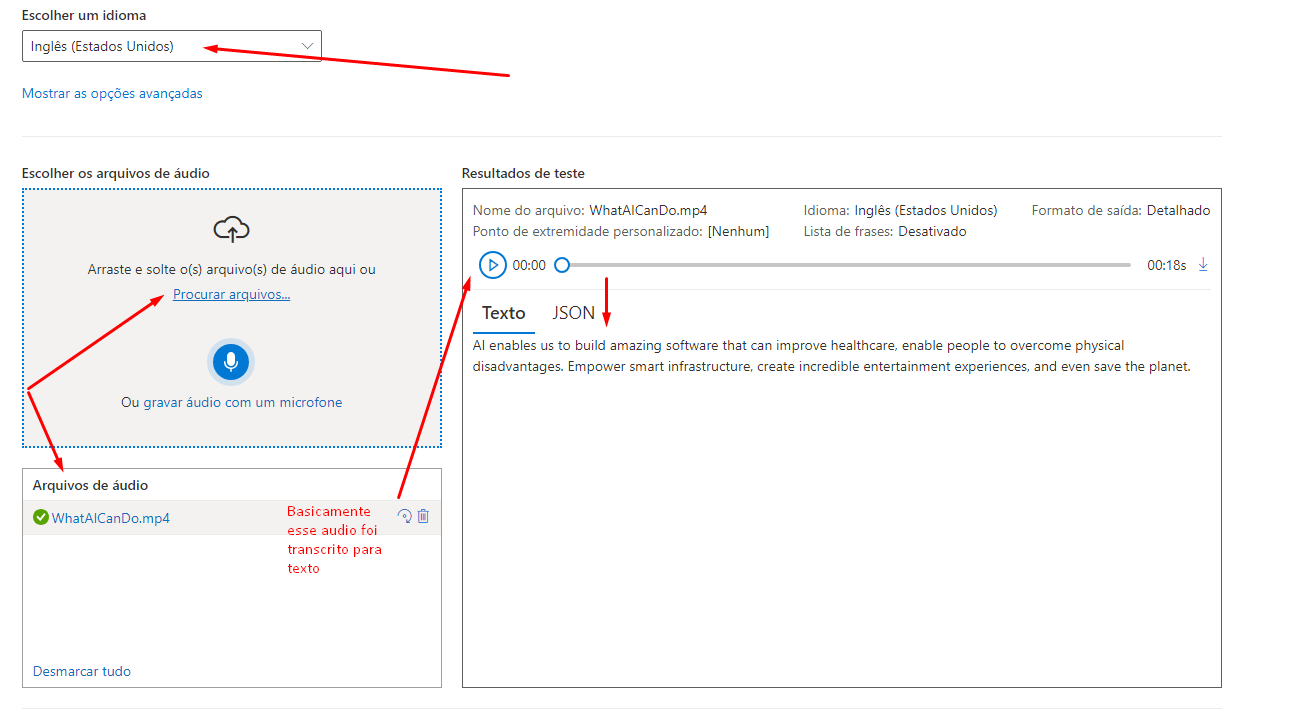 Escolher um idioma
Inglês (Estados Unidos)
Mostrar as opções avançadas
Escolher os arquivos de áudio
Arraste e solte o(s) arquivo(s) de áudio aqui ou
Procurar arquivos...
Ou gravar áudio com um microfone
Arquivos de áudio
WhatAICanDo.mp4
Basicamente
esse audio foi
transcrito para
texto
Desmarcar tudo
Resultados de teste
Nome do arquivo: WhatAICanDo.mp4 Idioma: Inglês (Estados Unidos) Formato de saída: Detalhado
Ponto de extremidade personalizado: [Nenhum] Lista de frases: Desativado
00:00 00:18s
Texto JSON
AI enables us to build amazing software that can improve healthcare, enable people to overcome physical
disadvantages. Empower smart infrastructure, create incredible entertainment experiences, and even save the planet.